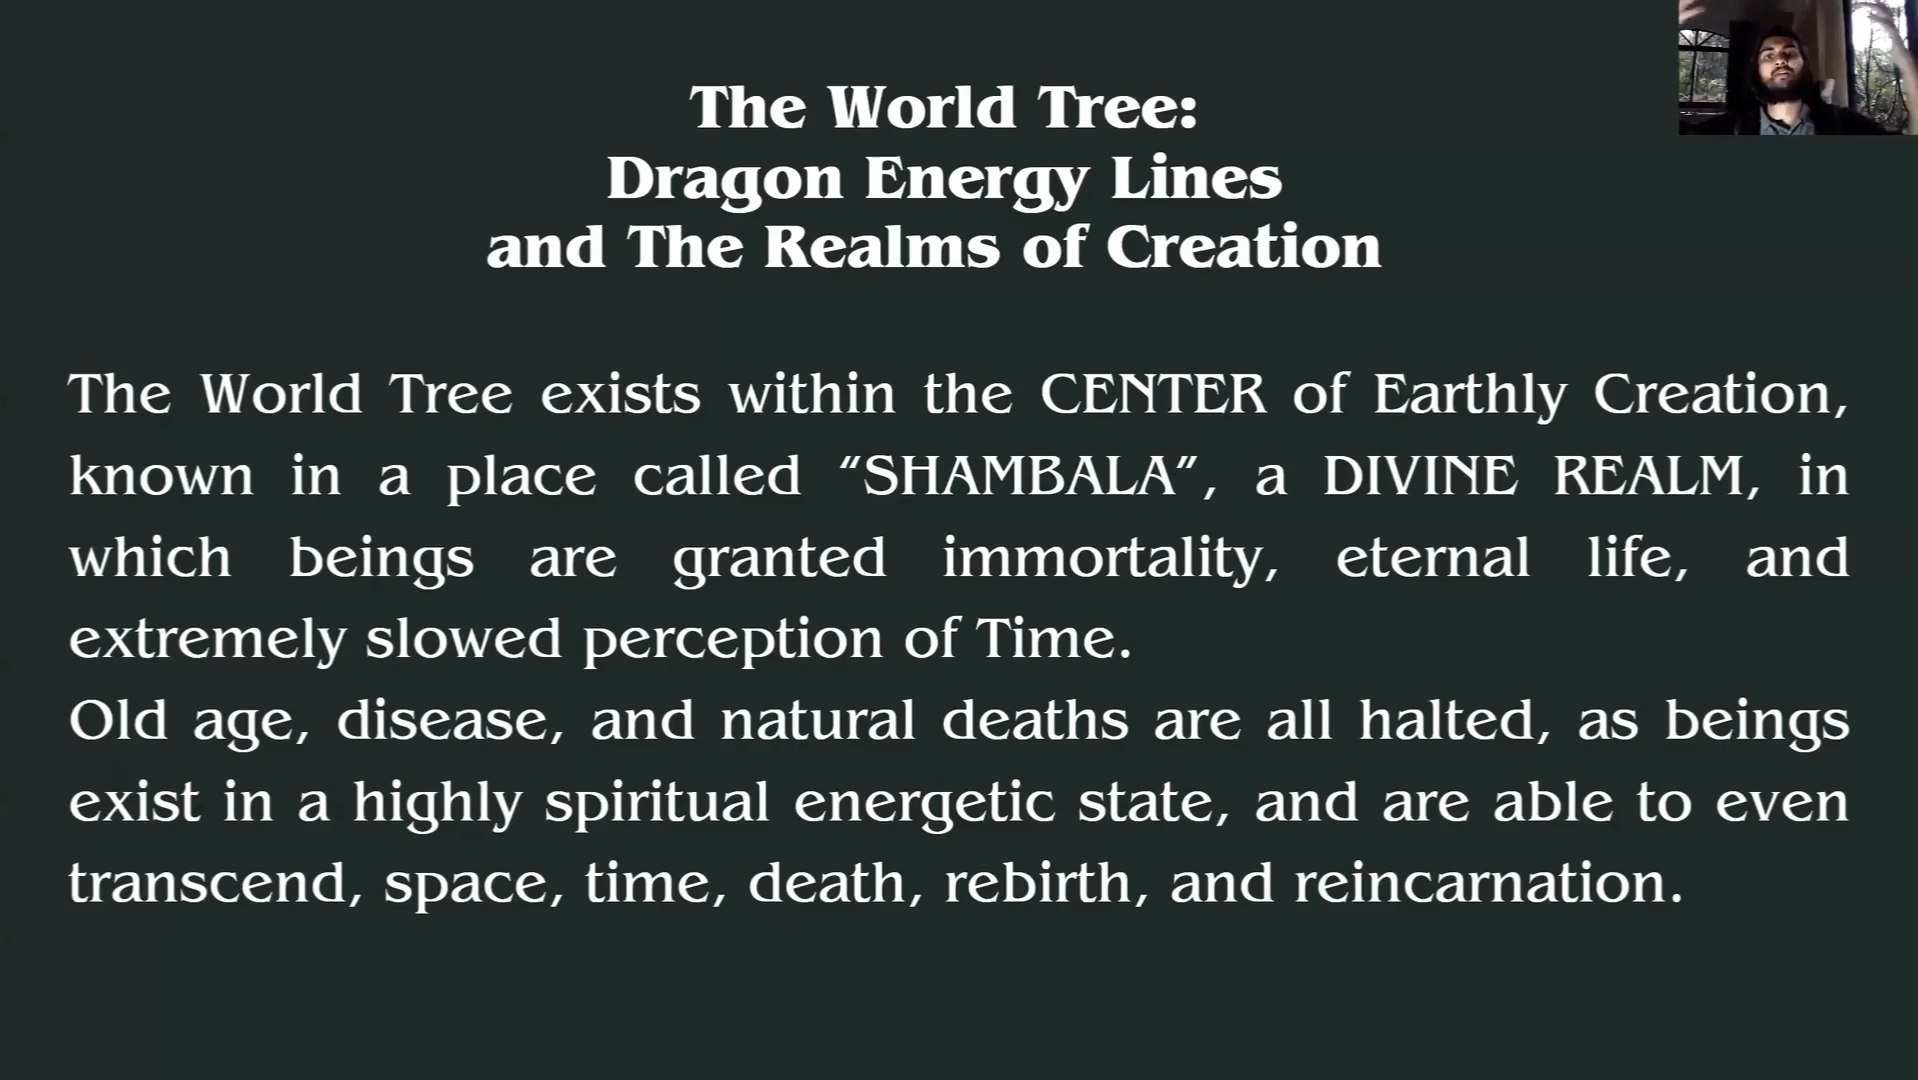 The World Tree:
Dragon Energy Lines
and The Realms of Creation
The World Tree exists within the CENTER of Earthly Creation,
known in a place called “SHAMBALA”, a DIVINE REALM, in
which beings are granted immortality, eternal life, and
extremely slowed perception of Time.
Old age, disease, and natural deaths are all halted, as beings
exist in a highly spiritual energetic state, and are able to even
transcend, space, time, death, rebirth, and reincarnation.